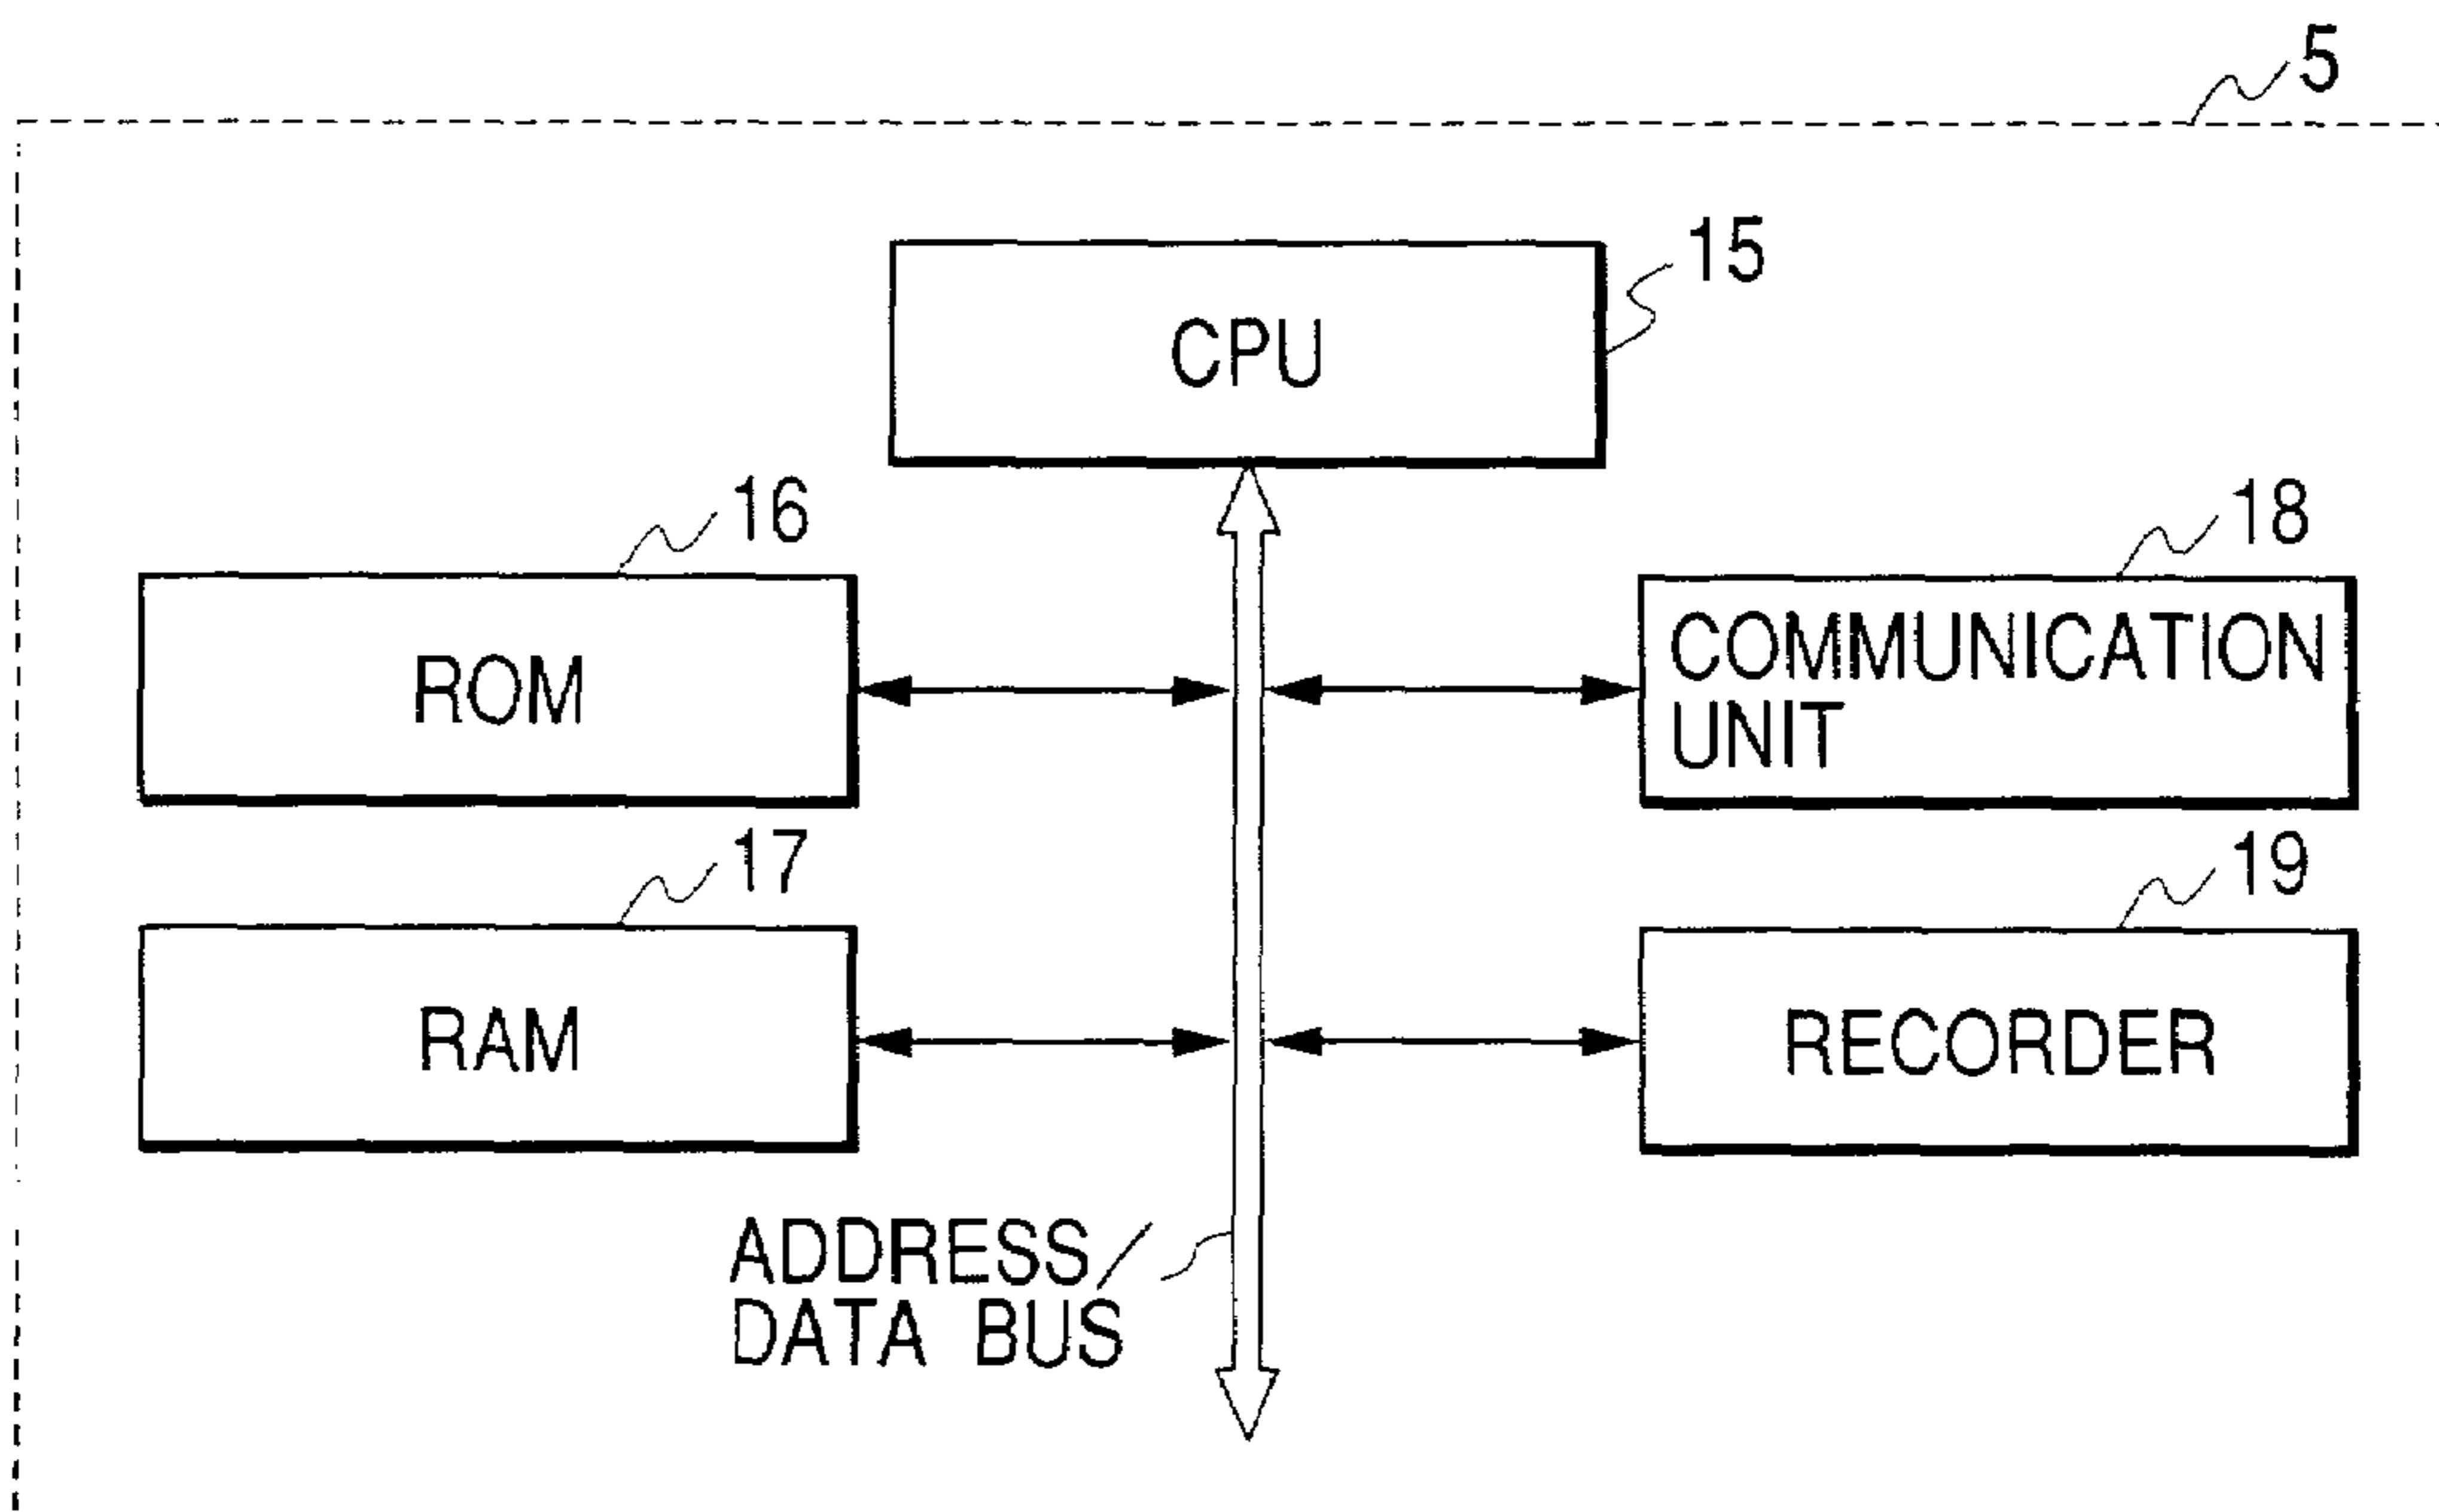 5
15
CPU
16
18
ROM
COMMUNICATION
UNIT
17
19
RAM
RECORDER
ADDRESS/
DATA BUS